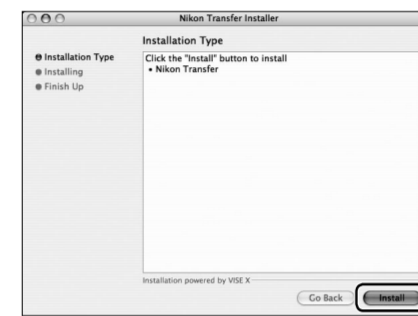 Nikon Transfer Installer
Installation Type
Installation Type
Installing
Finish Up
Click the "Install" button to install
• Nikon Transfer
Installation powered by VISE X
Go Back
Install